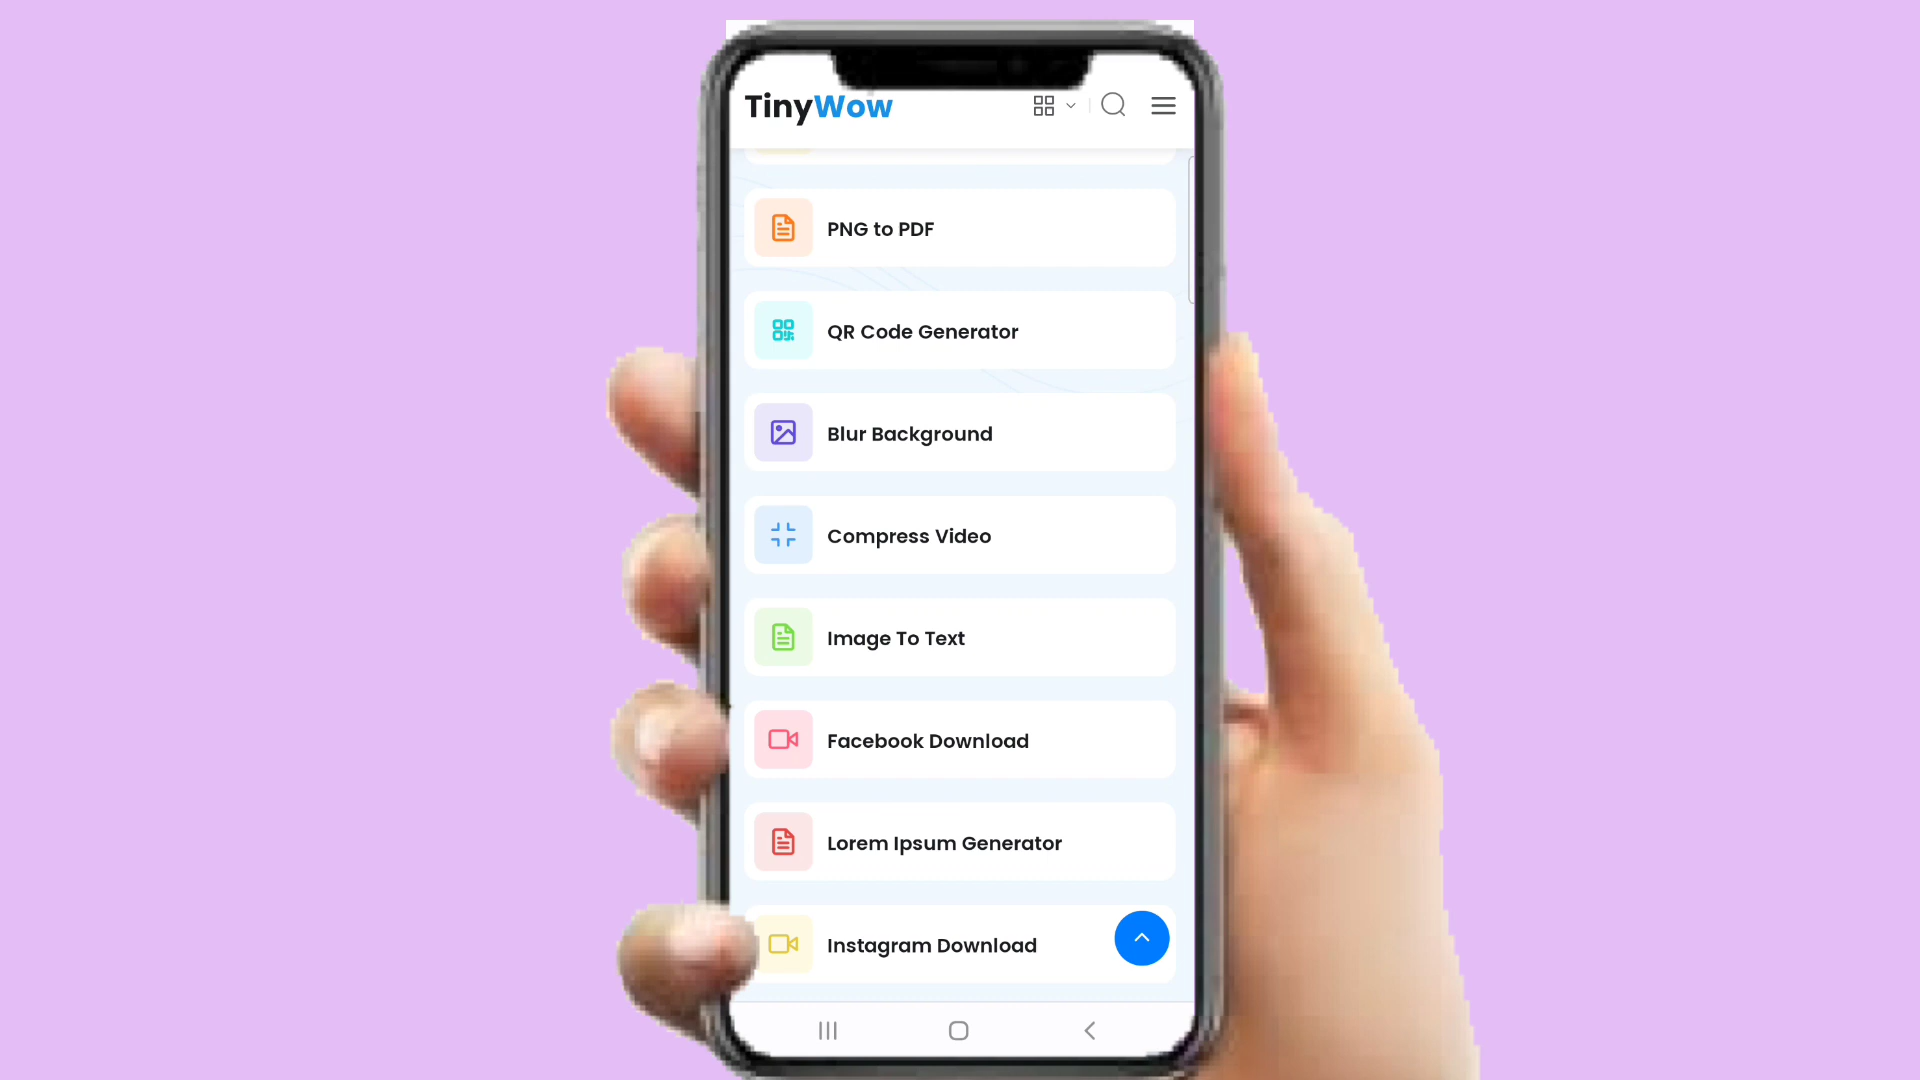 TinyWow
PNG to PDF
QR Code Generator
Blur Background
Compress Video
Image To Text
Facebook Download
Lorem Ipsum Generator
Instagram Download